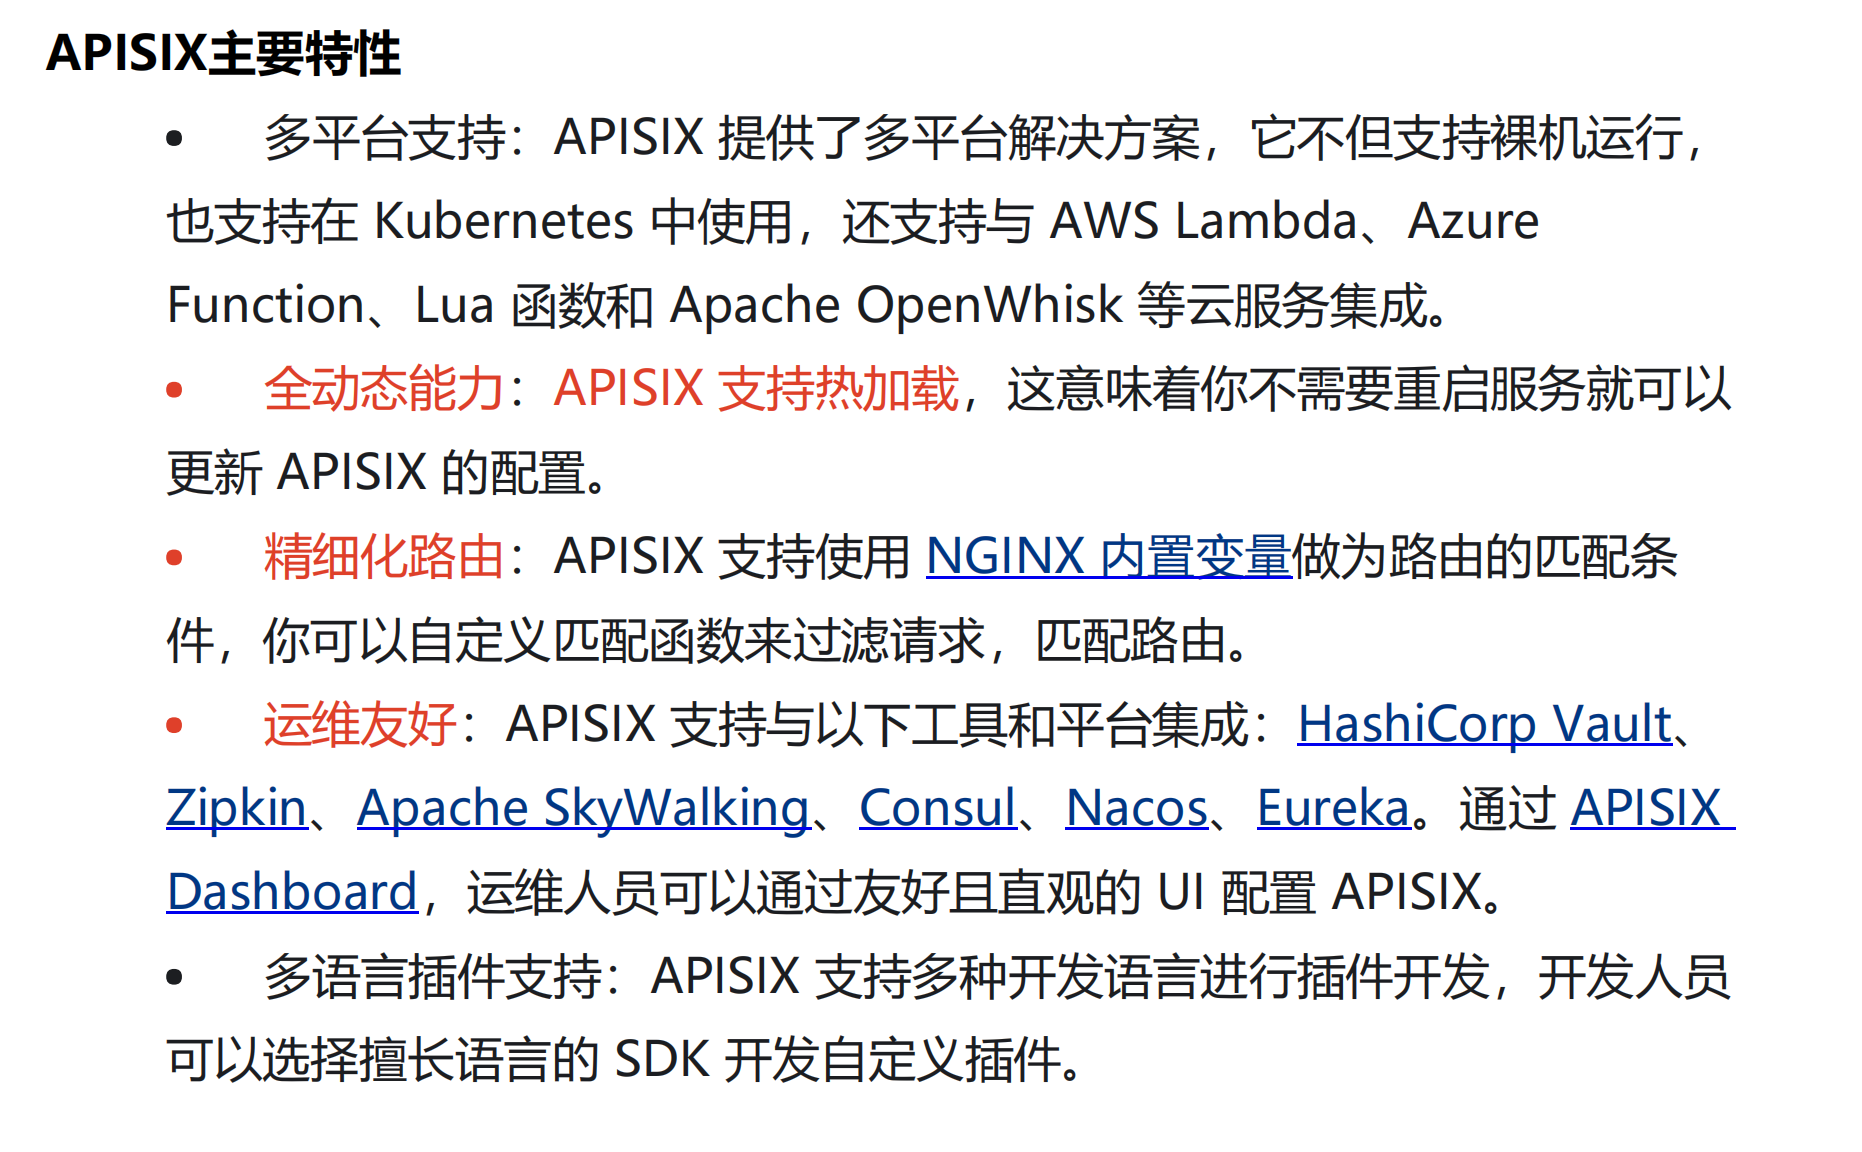 APISIX主要特性
• 多平台支持：APISIX 提供了多平台解决方案，它不但支持裸机运行，
也支持在 Kubernetes 中使用，还支持与 AWS Lambda、Azure
Function、Lua 函数和 Apache OpenWhisk 等云服务集成。
• 全动态能力：APISIX 支持热加载，这意味着你不需要重启服务就可以
更新 APISIX 的配置。
• 精细化路由：APISIX 支持使用 NGINX 内置变量做为路由的匹配条
件，你可以自定义匹配函数来过滤请求，匹配路由。
• 运维友好：APISIX 支持与以下工具和平台集成：HashiCorp Vault、
Zipkin、Apache SkyWalking、Consul、Nacos、Eureka。通过 APISIX
Dashboard，运维人员可以通过友好且直观的 UI 配置 APISIX。
• 多语言插件支持：APISIX 支持多种开发语言进行插件开发，开发人员
可以选择擅长语言的 SDK 开发自定义插件。